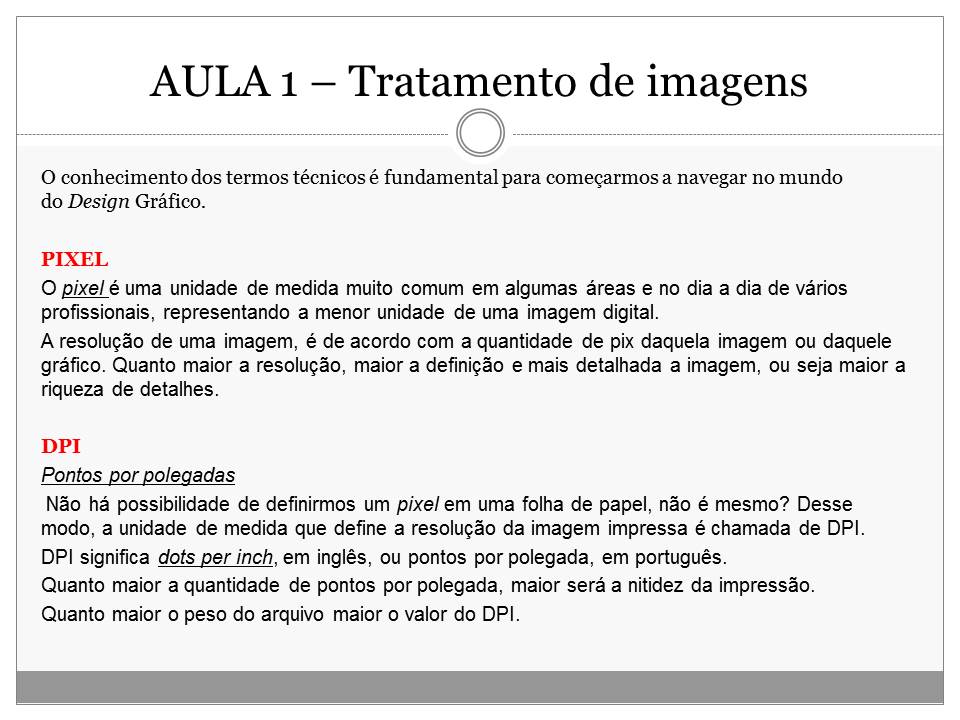 AULA 1 – Tratamento de imagens
O conhecimento dos termos técnicos é fundamental para começarmos a navegar no mundo
do Design Gráfico.
PIXEL
O pixel é uma unidade de medida muito comum em algumas áreas e no dia a dia de vários
profissionais, representando a menor unidade de uma imagem digital.
A resolução de uma imagem, é de acordo com a quantidade de pix daquela imagem ou daquele
gráfico. Quanto maior a resolução, maior a definição e mais detalhada a imagem, ou seja maior a
riqueza de detalhes.
DPI
Pontos por polegadas
Não há possibilidade de definirmos um pixel em uma folha de papel, não é mesmo? Desse
modo, a unidade de medida que define a resolução da imagem impressa é chamada de DPI.
DPI significa dots per inch, em inglês, ou pontos por polegada, em português.
Quanto maior a quantidade de pontos por polegada, maior será a nitidez da impressão.
Quanto maior o peso do arquivo maior o valor do DPI.